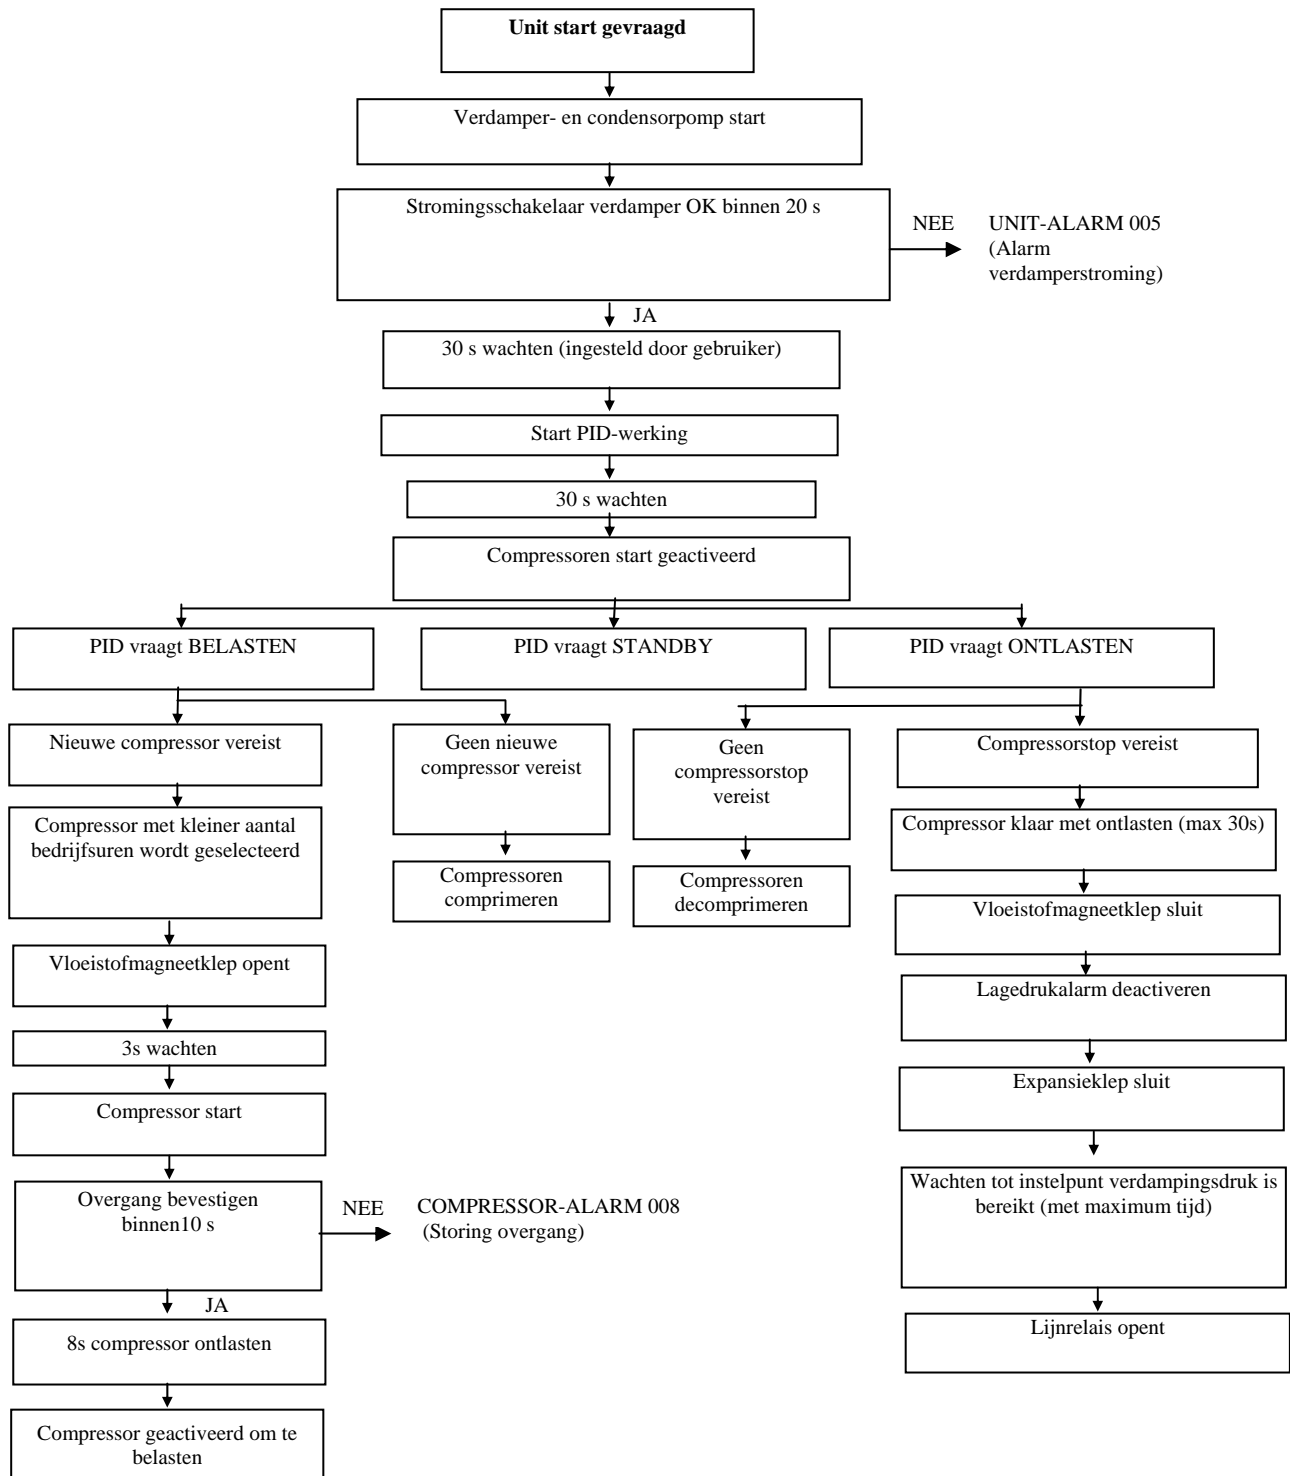 Unit start gevraagd
Verdamper- en condensorpomp start
Stromingsschakelaar verdamper OK binnen 20 s
NEE
UNIT-ALARM 005
(Alarm
verdamperstroming)
JA
30 s wachten (ingesteld door gebruiker)
Start PID-werking
30 s wachten
Compressoren start geactiveerd
PID vraagt BELASTEN
PID vraagt STANDBY
PID vraagt ONTLASTEN
Nieuwe compressor vereist
Geen nieuwe
compressor vereist
Geen
compressorstop
vereist
Compressorstop vereist
Compressor met kleiner aantal
bedrijfsuren wordt geselecteerd
Compressor klaar met ontlasten (max 30s)
Compressoren
comprimeren
Compressoren
decomprimeren
Vloeistofmagneetklep sluit
Vloeistofmagneetklep opent
Lagedrukalarm deactiveren
3s wachten
Expansieklep sluit
Compressor start
Overgang bevestigen
binnen10 s
NEE
COMPRESSOR-ALARM 008
(Storing overgang)
Wachten tot instelpunt verdampingsdruk is
bereikt (met maximum tijd)
JA
8s compressor ontlasten
Lijnrelais opent
Compressor geactiveerd om te
belasten